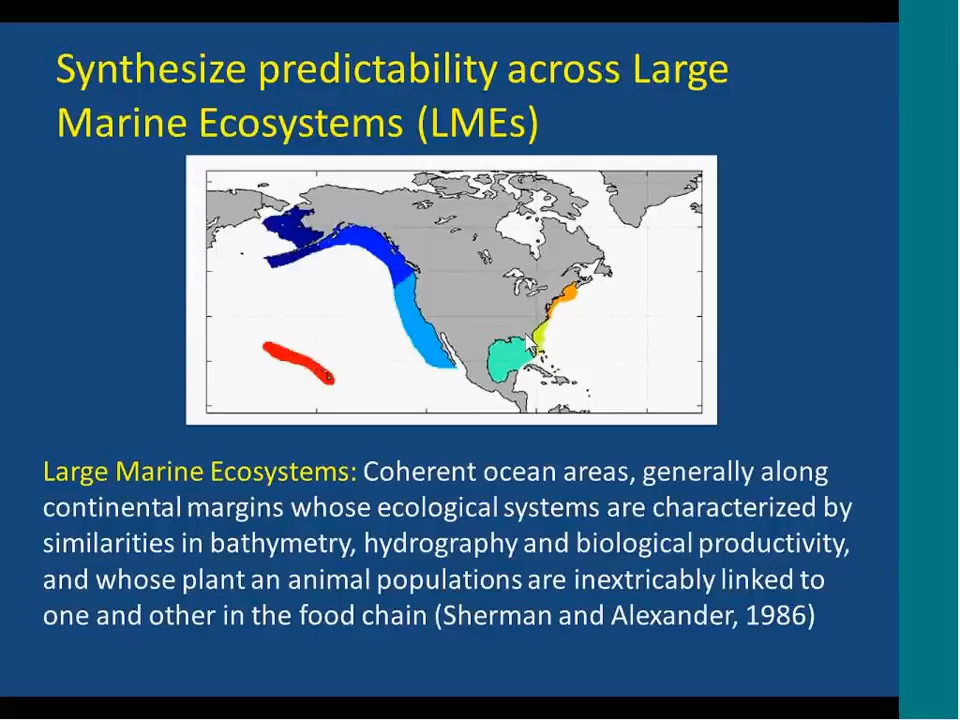 Synthesize predictability across Large
Marine Ecosystems (LMEs)
Large Marine Ecosystems: Coherent ocean areas, generally along
continental margins whose ecological systems are characterized by
similarities in bathymetry, hydrography and biological productivity,
and whose plant an animal populations are inextricably linked to
one and other in the food chain (Sherman and Alexander, 1986)